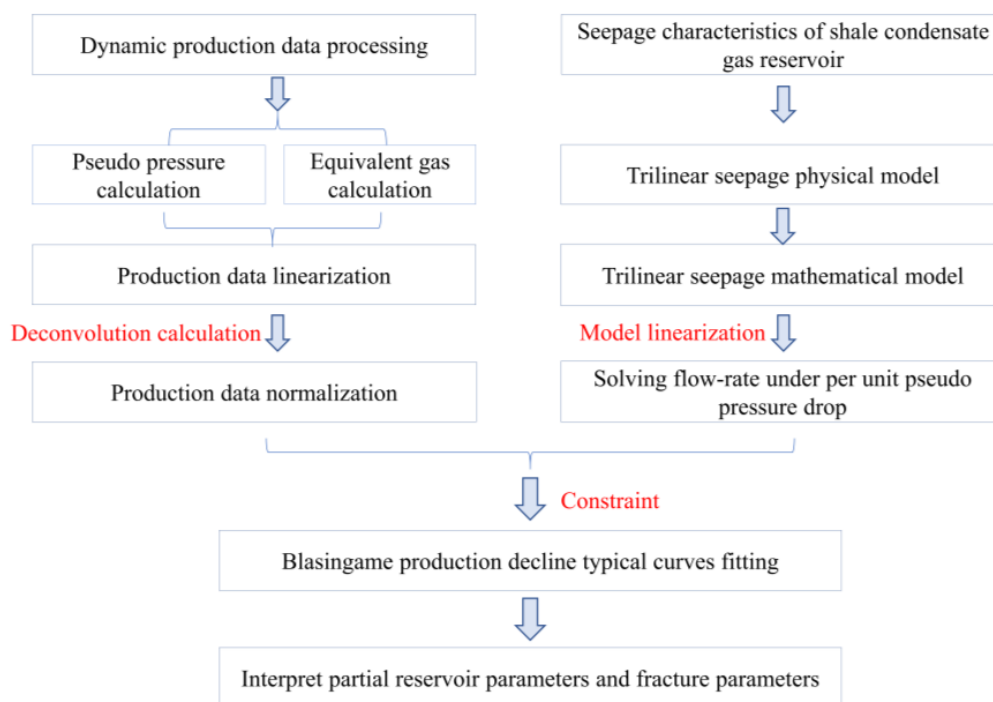 Dynamic production data processing
Seepage characteristics of shale condensate
gas reservoir
Pseudo pressure
calculation
Equivalent gas
calculation
Trilinear seepage physical model
Production data linearization
Trilinear seepage mathematical model
Deconvolution calculation
Model linearization
Production data normalization
Solving flow-rate under per unit pseudo
pressure drop
Constraint
Blasingame production decline typical curves fitting
Interpret partial reservoir parameters and fracture parameters